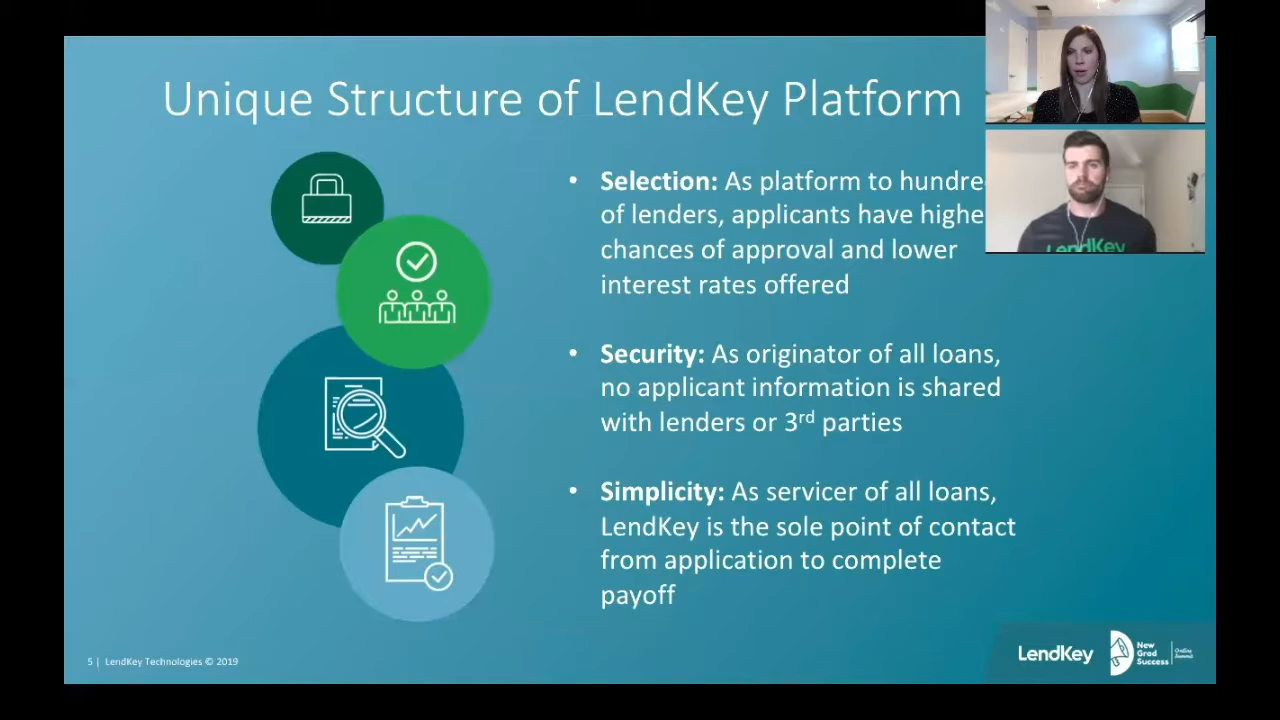 Unique Structure of LendKey Platform
• Selection: As platform to hundre
of lenders, applicants have highe
chances of approval and lower
interest rates offered
• Security: As originator of all loans,
no applicant information is shared
with lenders or 3rd parties
• Simplicity: As servicer of all loans,
LendKey is the sole point of contact
from application to complete
payoff
LendKey
5 | LendKey Technologies © 2019
LendKey
New
Grad
Success
Online
Summit